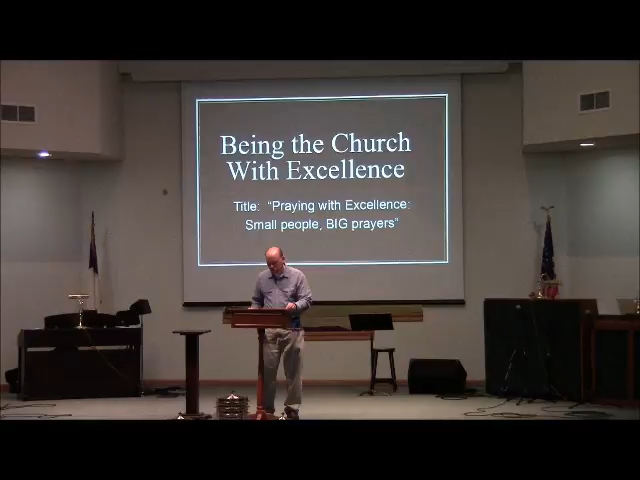 Being the Church
With Excellence
Title: “Praying with Excellence:
Small people, BIG prayers”